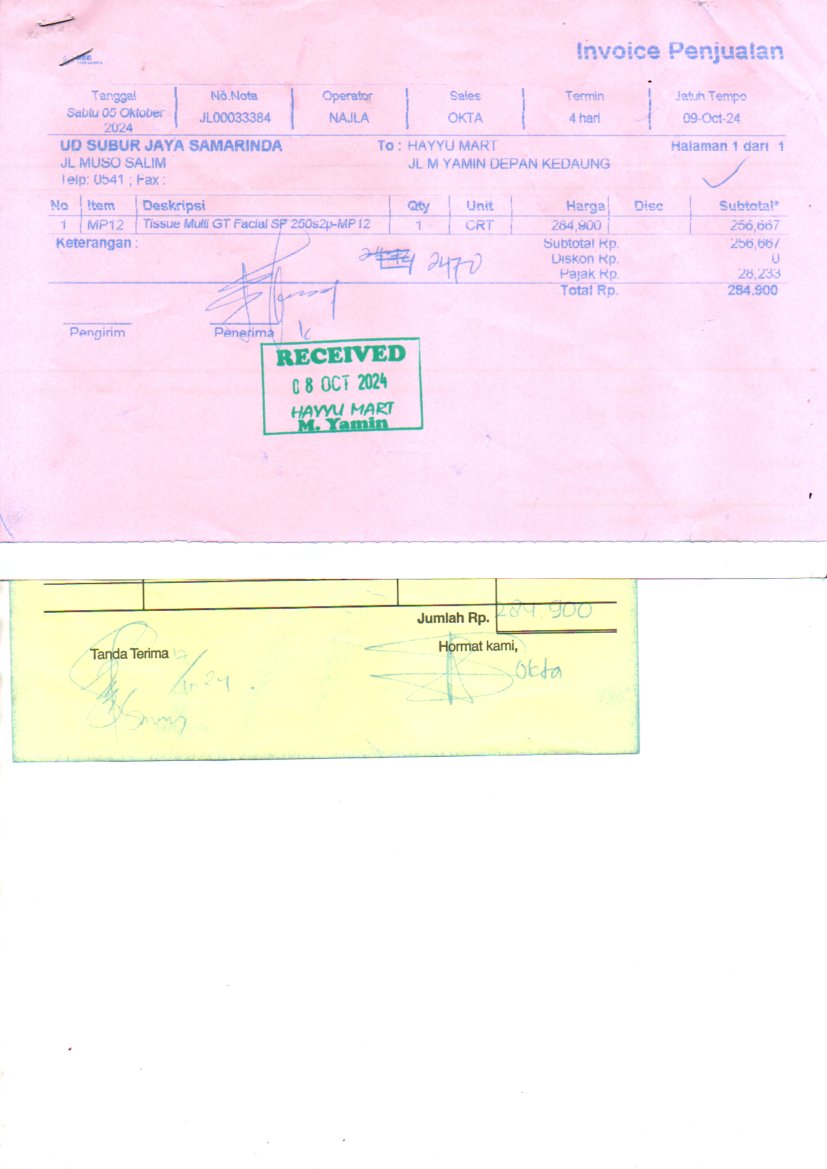 Invoice Penjualan
Tanggal No.Nota Operator Sales Termin Jatuh Tempo
Sabtu 05 Oktober 2024 JL00033384 NAJLA OKTA 4 hari 09-Oct-24
UD SUBUR JAYA SAMARINDA To : HAYYU MART Halaman 1 dari 1
JL MUSO SALIM JL M YAMIN DEPAN KEDAUNG
Telp: 0541 ; Fax :
No Item Deskripsi Qty Unit Harga Disc Subtotal*
1 MP12 Tissue Multi GT Facial SP 250s2p-MP12 1 CRT 284,900 256,667
Keterangan : Subtotal Rp. 256,667
2470 Diskon Rp. 0
Pajak Rp. 28,233
Total Rp. 284,900
Pengirim Penerima
RECEIVED
08 OCT 2024
HAYYU MART
M. Yamin
Jumlah Rp. 284.900
Tanda Terima Hormat kami,
Okta